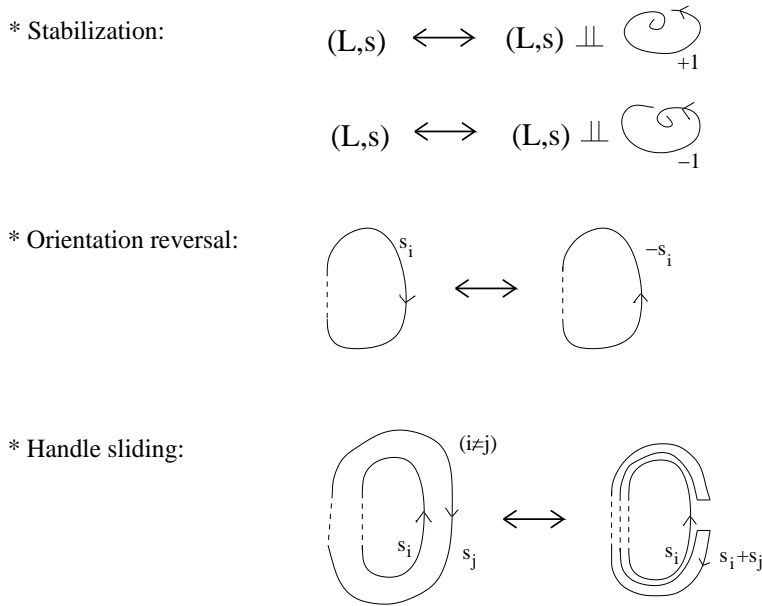 * Stabilization:
(L,s) ⟷ (L,s) ⫫ +1
(L,s) ⟷ (L,s) ⫫ −1
* Orientation reversal:
s_i ⟷ −s_i
* Handle sliding:
(i≠j)
s_i s_j ⟷ s_i s_i+s_j